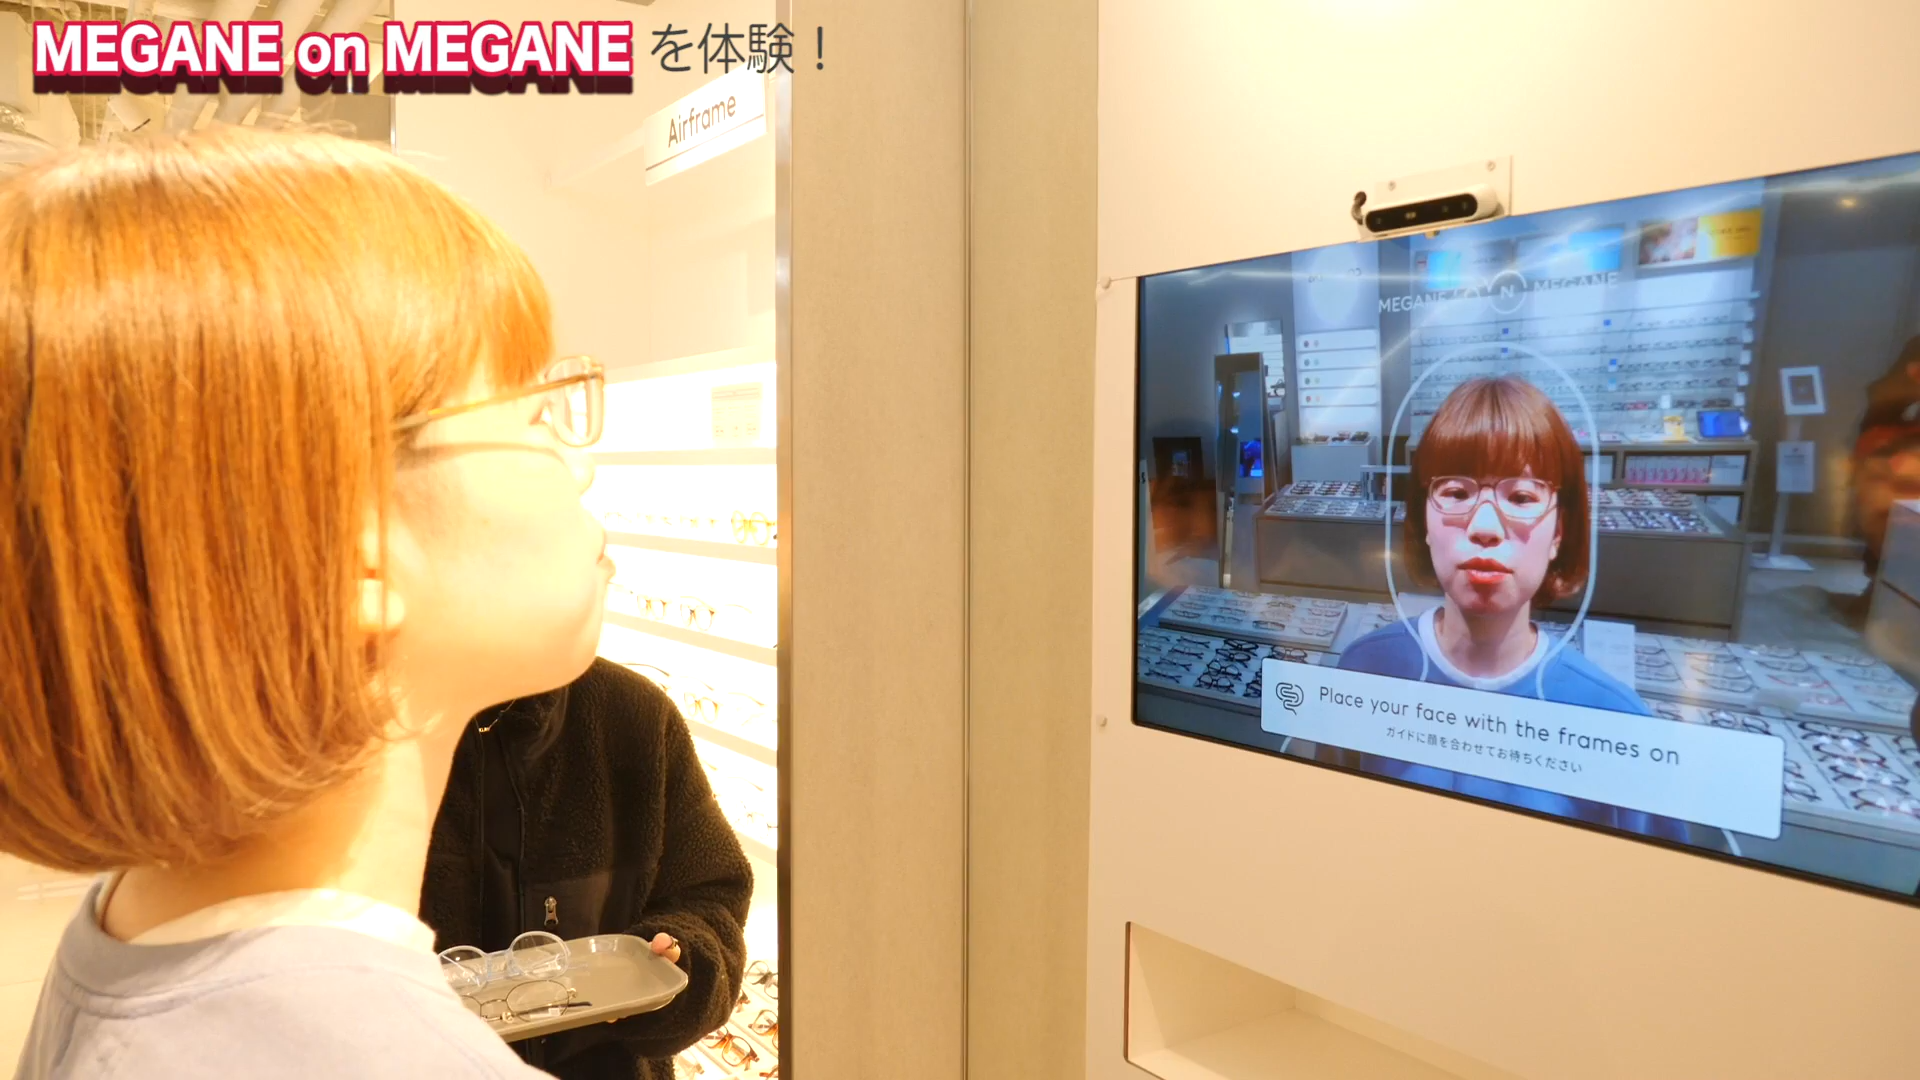 MEGANE on MEGANE を体験！
Airframe
MEGANE ON MEGANE
Place your face with the frames on
ガイドに顔を合わせてお待ちください